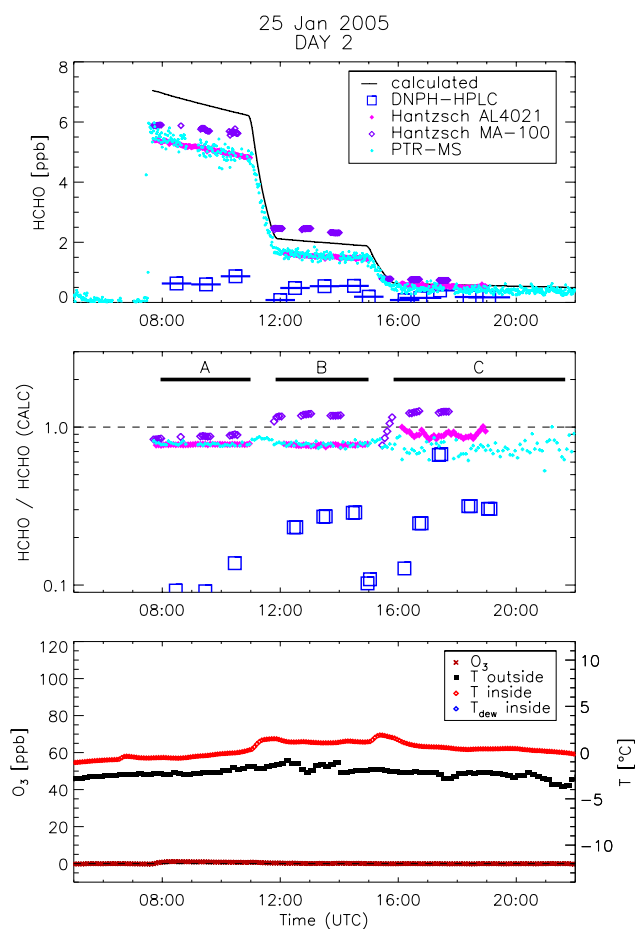 25 Jan 2005
DAY 2
8
6
4
2
0
HCHO [ppb]
calculated
DNPH-HPLC
Hantzsch AL4021
Hantzsch MA-100
PTR-MS
08:00 12:00 16:00 20:00
A B C
1.0
0.1
HCHO / HCHO (CALC)
08:00 12:00 16:00 20:00
120
100
80
60
40
20
0
O3 [ppb]
O3
T outside
T inside
Tdew inside
10
5
0
-5
-10
T [°C]
08:00 12:00 16:00 20:00
Time (UTC)